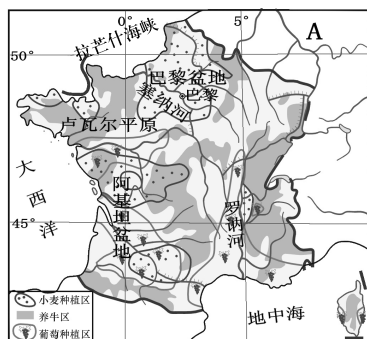 0°
5°
A
拉芒什海峡
50°
巴黎盆地
塞纳河
巴黎
卢瓦尔平原
大西洋
阿基坦盆地
罗讷河
45°
地中海
小麦种植区
养牛区
葡萄种植区